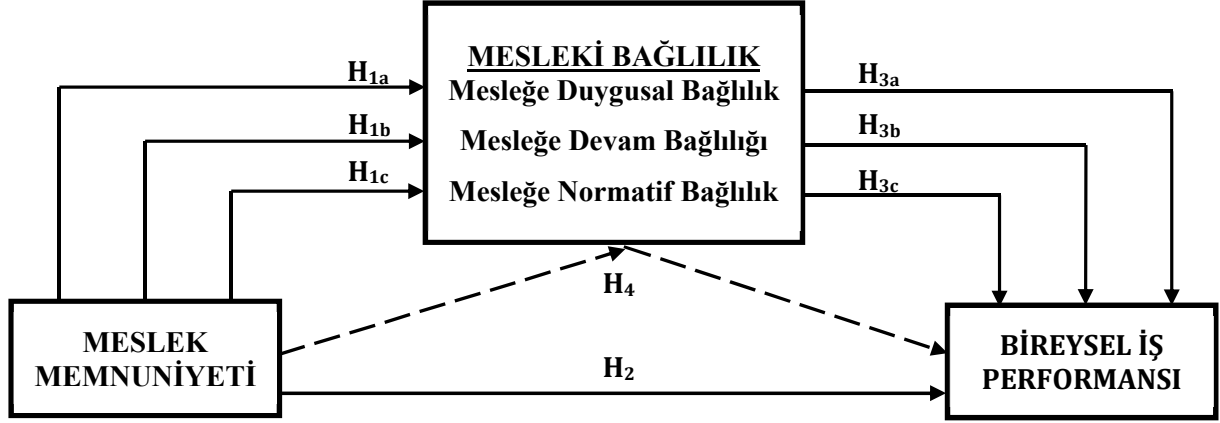 MESLEKİ BAĞLILIK
H1a
Mesleğe Duygusal Bağlılık
H3a
H1b
Mesleğe Devam Bağlılığı
H3b
H1c
Mesleğe Normatif Bağlılık
H3c
H4
MESLEK
MEMNUNİYETİ
H2
BİREYSEL İŞ
PERFORMANSI